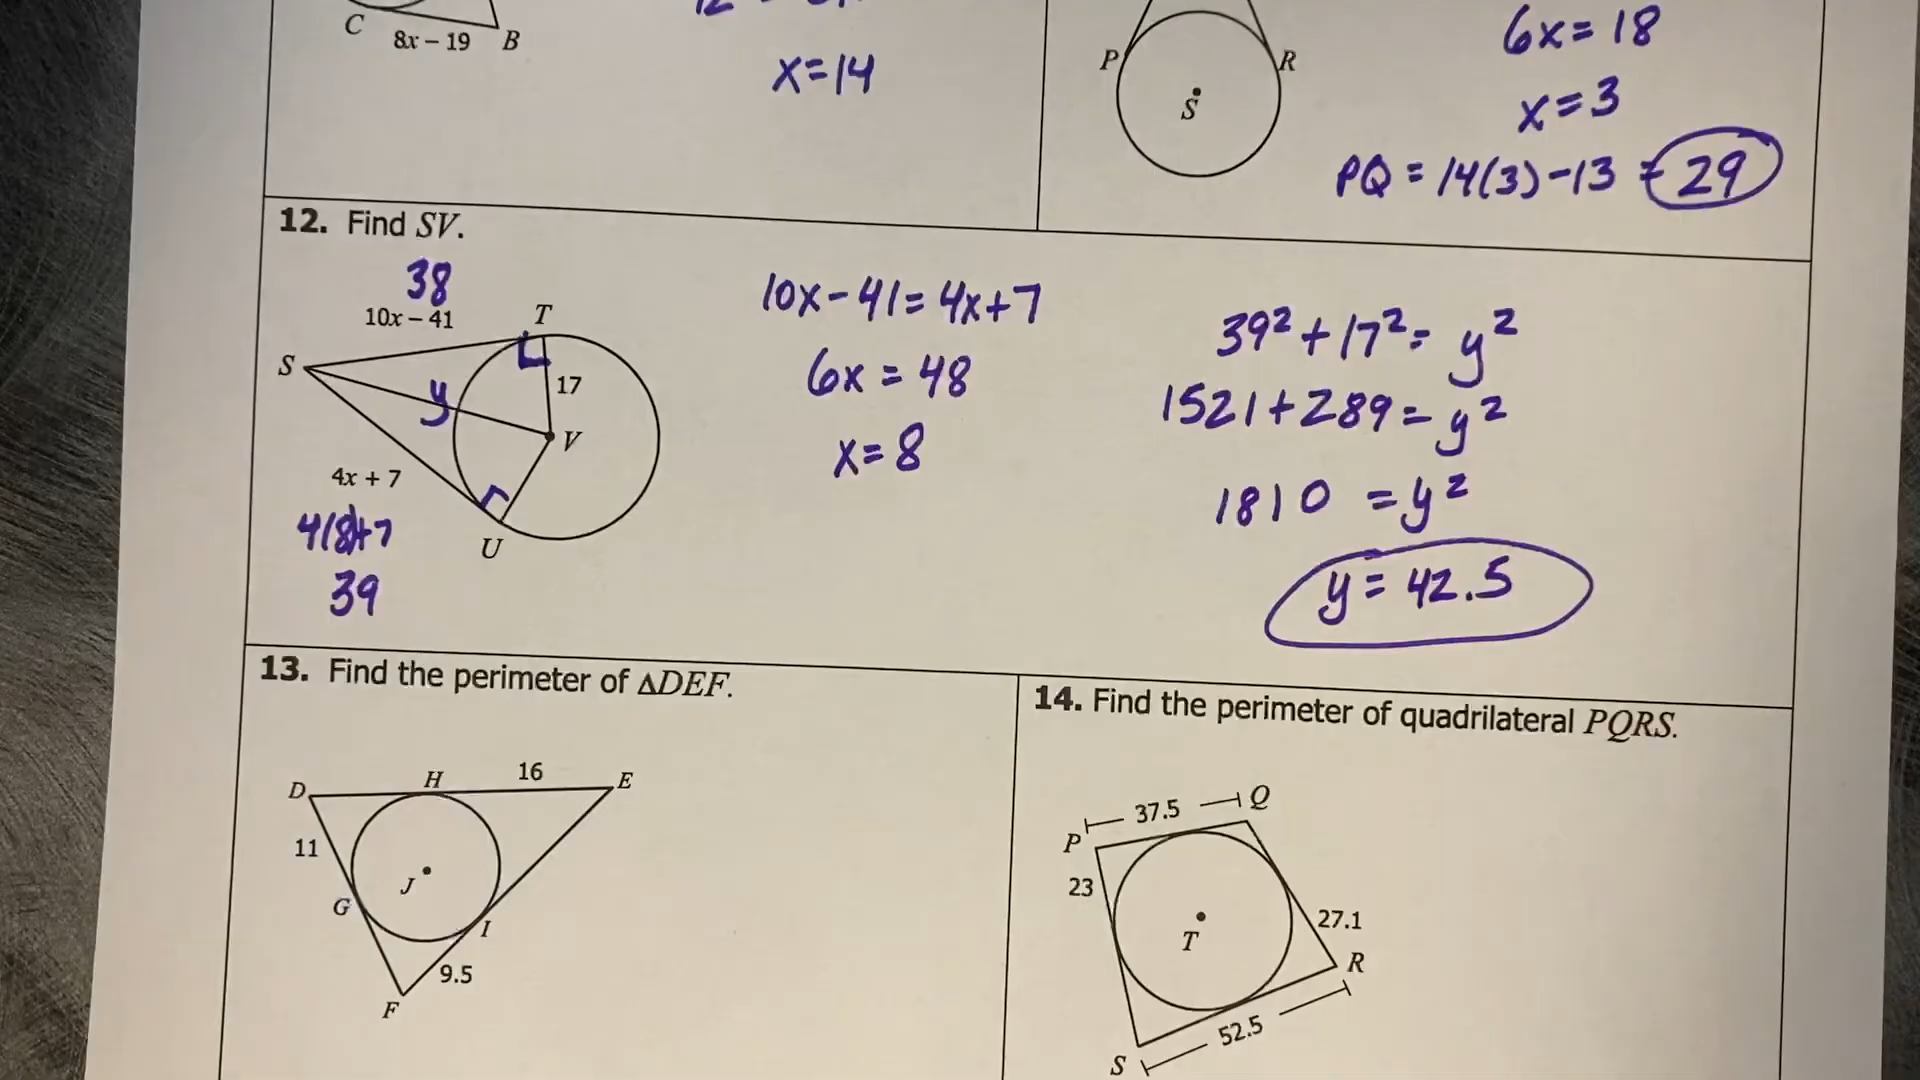 C
8x – 19
B
x=14
P
R
S
6x=18
x=3
PQ = 14(3)-13 = 29
12. Find SV.
38
10x – 41
T
S
17
y
V
4x + 7
4(8)+7
U
39
10x-41=4x+7
6x = 48
x=8
39²+17²= y²
1521+289=y²
1810 =y²
y= 42.5
13. Find the perimeter of ΔDEF.
D
H
16
E
11
J
G
I
9.5
F
14. Find the perimeter of quadrilateral PQRS.
37.5
Q
P
23
27.1
T
R
52.5
S